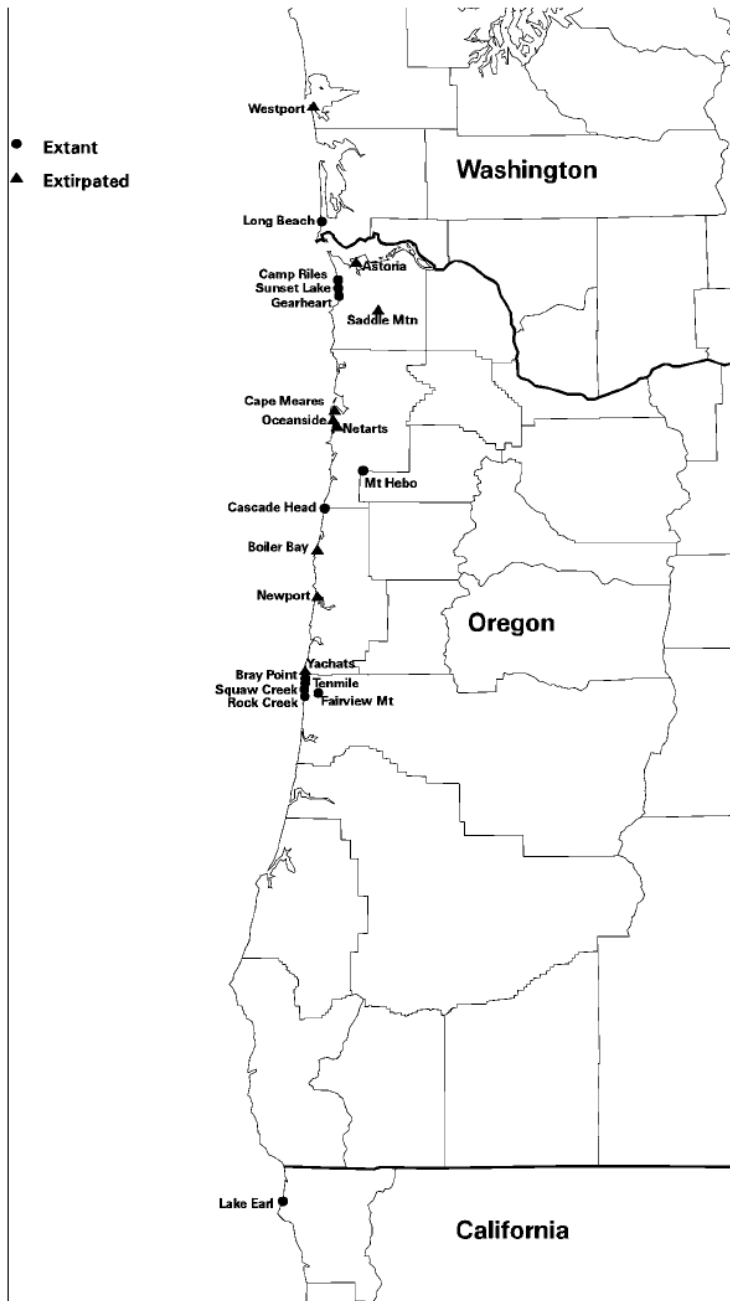 Westport
Extant
Extirpated
Washington
Long Beach
Astoria
Camp Riles
Sunset Lake
Gearheart
Saddle Mtn
Cape Meares
Oceanside
Netarts
Mt Hebo
Cascade Head
Boiler Bay
Newport
Oregon
Yachats
Bray Point
Tenmile
Squaw Creek
Rock Creek
Fairview Mt
Lake Earl
California